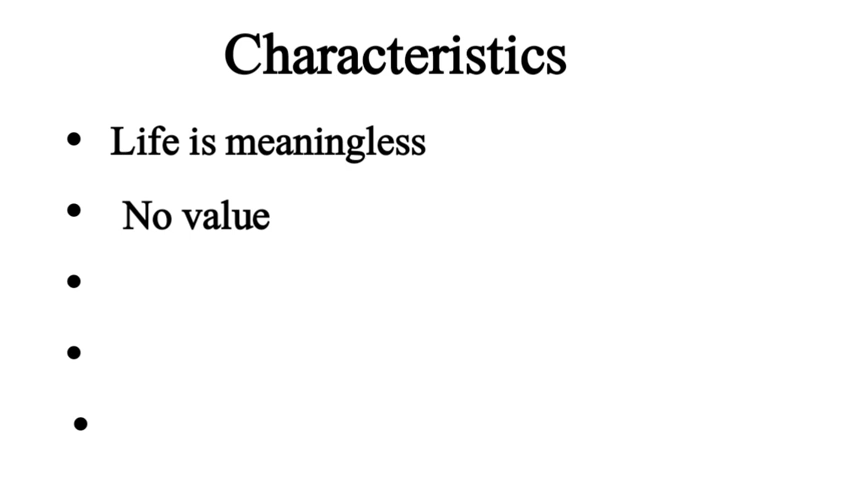 Characteristics
• Life is meaningless
• No value
•
•
•